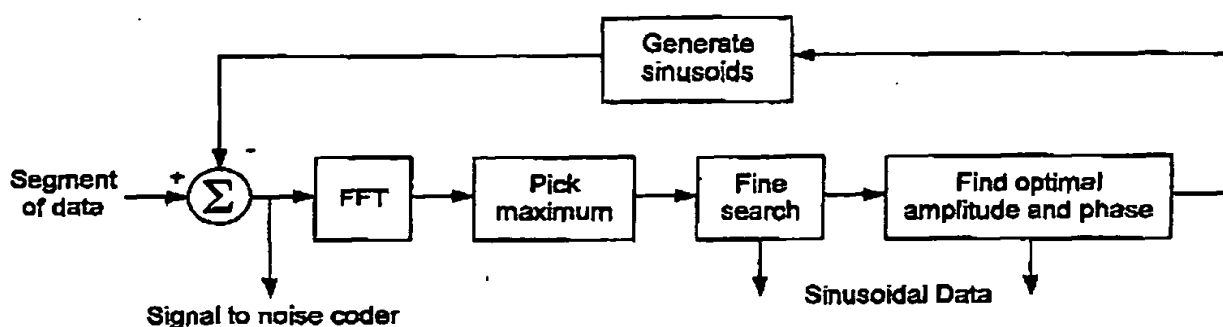 Generate
sinusoids
Segment
of data
+
-
Σ
FFT
Pick
maximum
Fine
search
Find optimal
amplitude and phase
Signal to noise coder
Sinusoidal Data